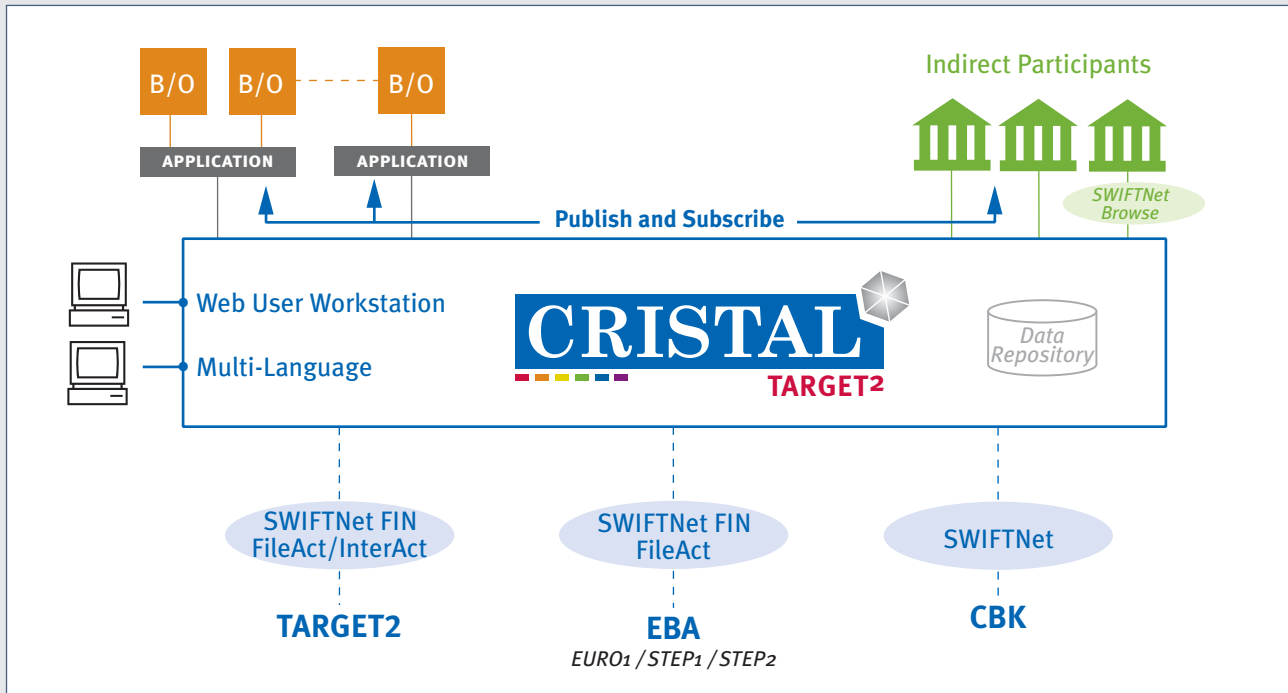 B/O
B/O
B/O
Indirect Participants
APPLICATION
APPLICATION
SWIFTNet
Browse
Publish and Subscribe
Web User Workstation
Multi-Language
CRISTAL
TARGET2
Data
Repository
SWIFTNet FIN
FileAct/InterAct
SWIFTNet FIN
FileAct
SWIFTNet
TARGET2
EBA
EURO1 / STEP1 / STEP2
CBK